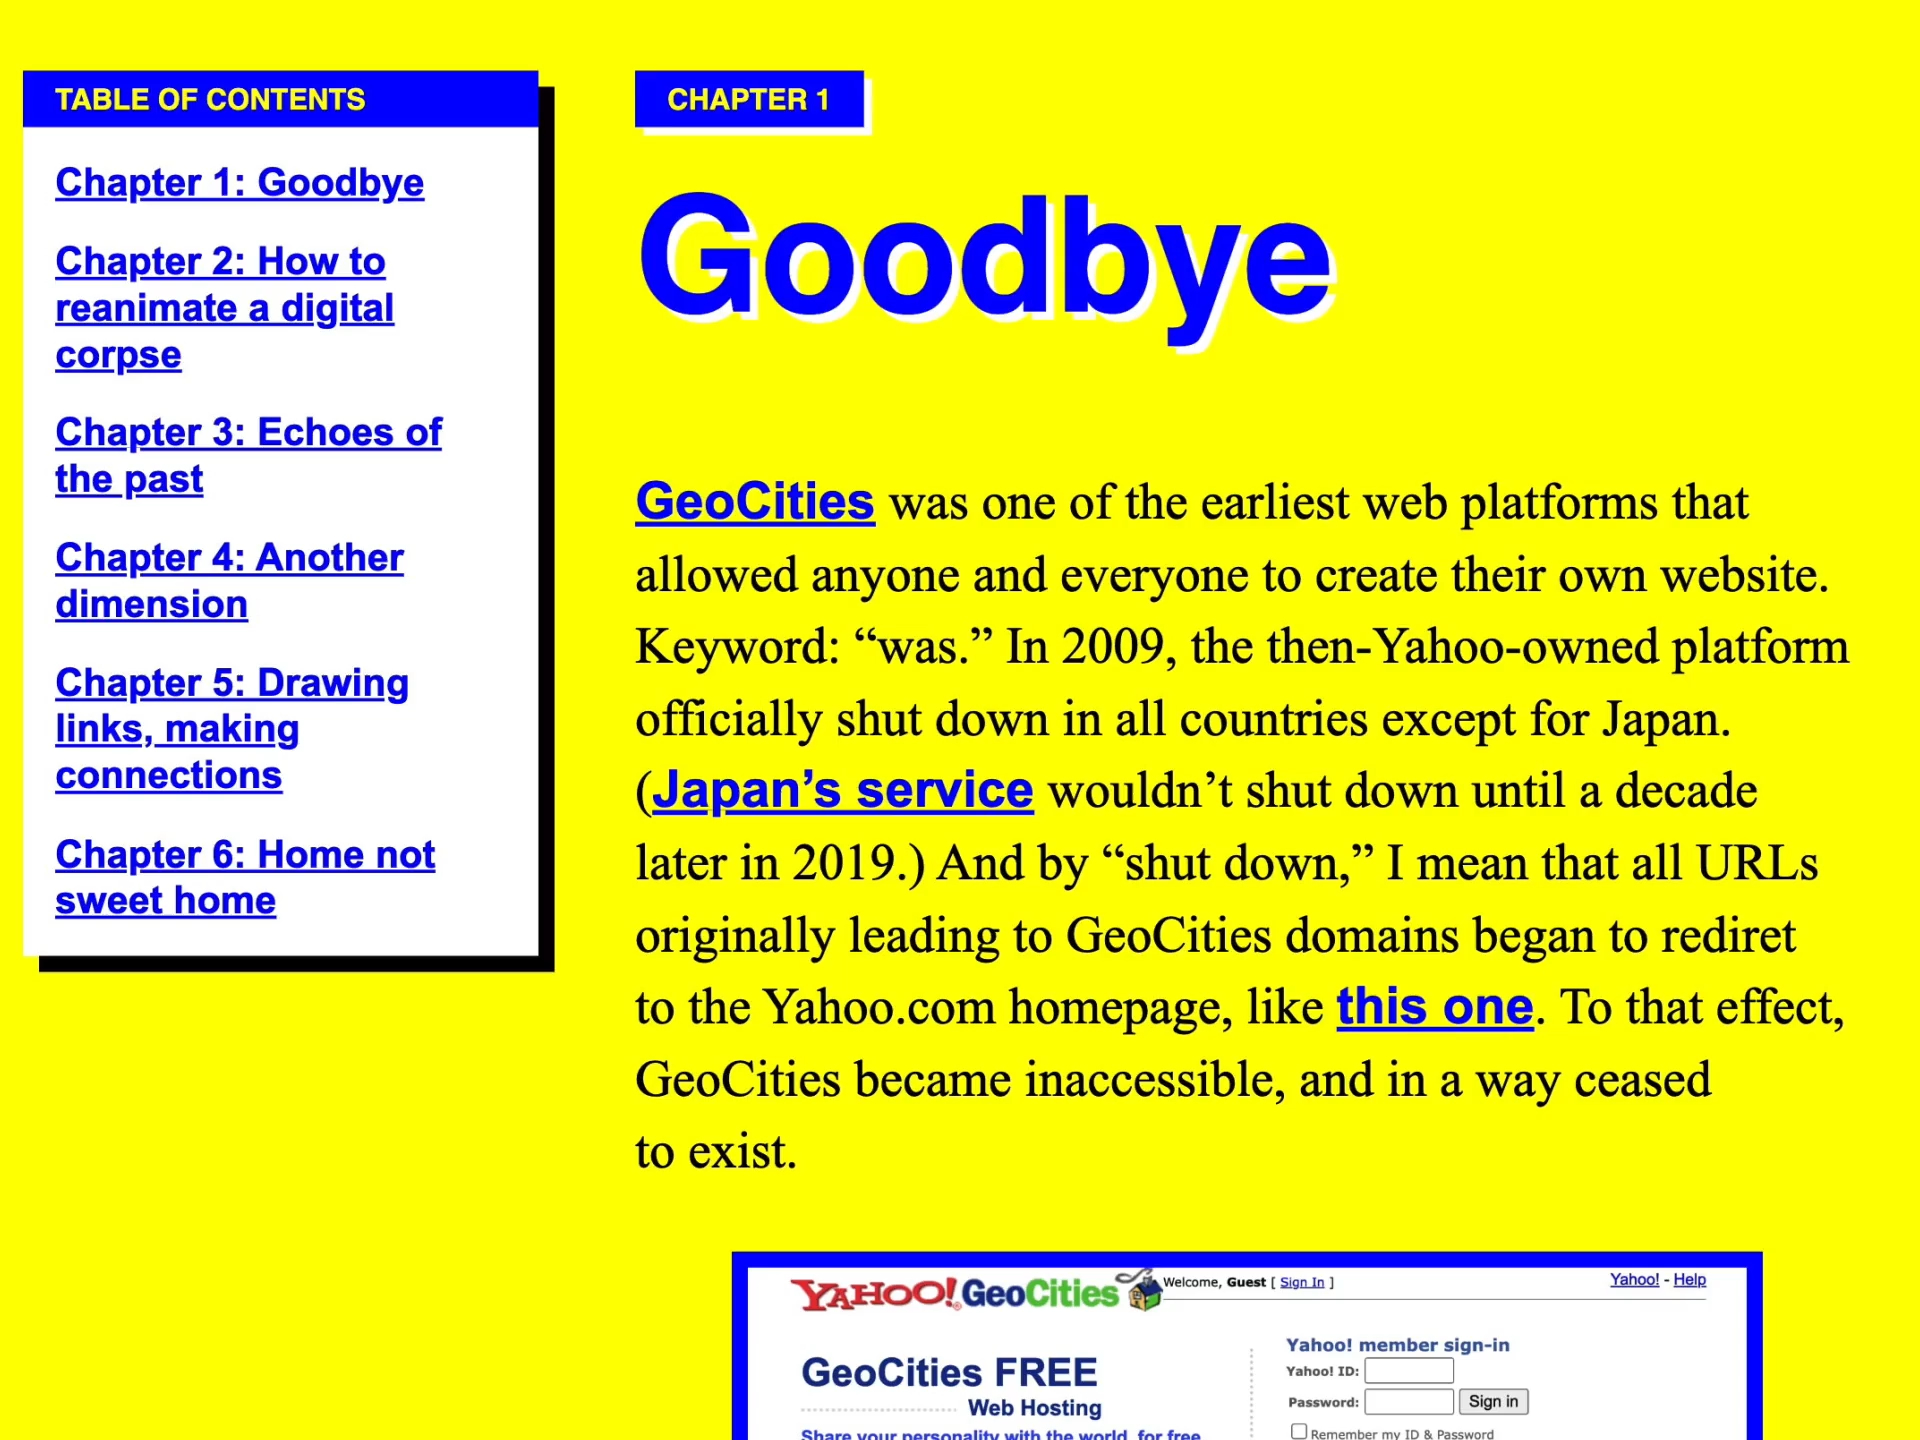 TABLE OF CONTENTS
Chapter 1: Goodbye
Chapter 2: How to
reanimate a digital
corpse
Chapter 3: Echoes of
the past
Chapter 4: Another
dimension
Chapter 5: Drawing
links, making
connections
Chapter 6: Home not
sweet home
CHAPTER 1
Goodbye
GeoCities was one of the earliest web platforms that
allowed anyone and everyone to create their own website.
Keyword: “was.” In 2009, the then-Yahoo-owned platform
officially shut down in all countries except for Japan.
(Japan’s service wouldn’t shut down until a decade
later in 2019.) And by “shut down,” I mean that all URLs
originally leading to GeoCities domains began to rediret
to the Yahoo.com homepage, like this one. To that effect,
GeoCities became inaccessible, and in a way ceased
to exist.
YAHOO! GeoCities
Welcome, Guest [ Sign In ]
Yahoo! - Help
GeoCities FREE
Web Hosting
Share your personality with the world, for free
Yahoo! member sign-in
Yahoo! ID:
Password: Sign in
Remember my ID & Password